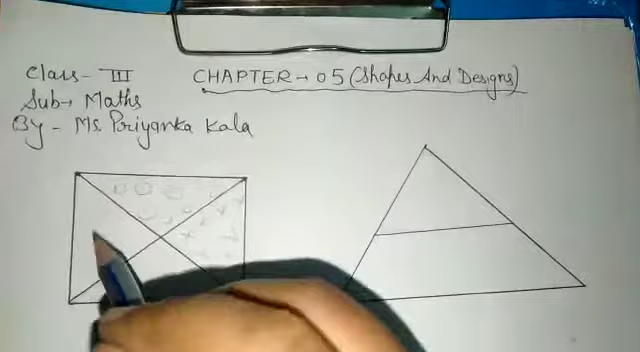 Class - III
CHAPTER → 05 (Shapes And Designs)
Sub → Maths
By - Ms. Priyanka Kala